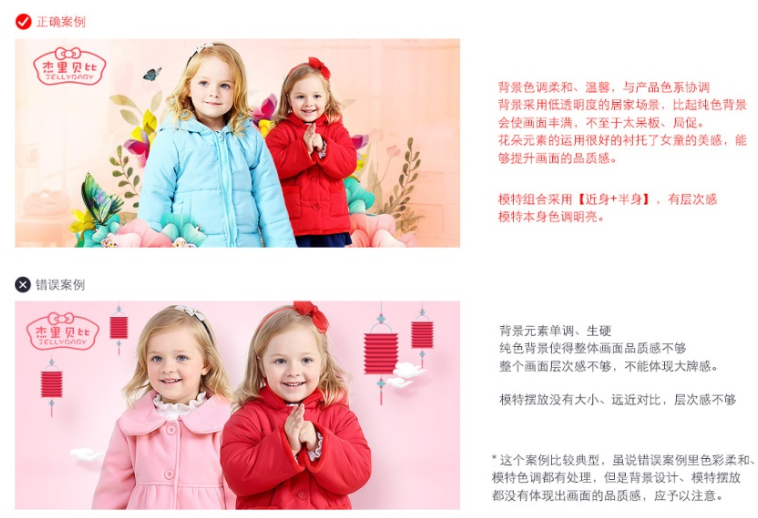 正确案例
杰里贝比
JELLYBABY
背景色调柔和、温馨，与产品色系协调
背景采用低透明度的居家场景，比起纯色背景
会使画面丰满，不至于太呆板、局促。
花朵元素的运用很好的衬托了女童的美感，能
够提升画面的品质感。
模特组合采用【近身+半身】，有层次感
模特本身色调明亮。
错误案例
杰里贝比
JELLYBABY
背景元素单调、生硬
纯色背景使得整体画面品质感不够
整个画面层次感不够，不能体现大牌感。
模特摆放没有大小、远近对比，层次感不够
* 这个案例比较典型，虽说错误案例里色彩柔和、
模特色调都有处理，但是背景设计、模特摆放
都没有体现出画面的品质感，应予以注意。